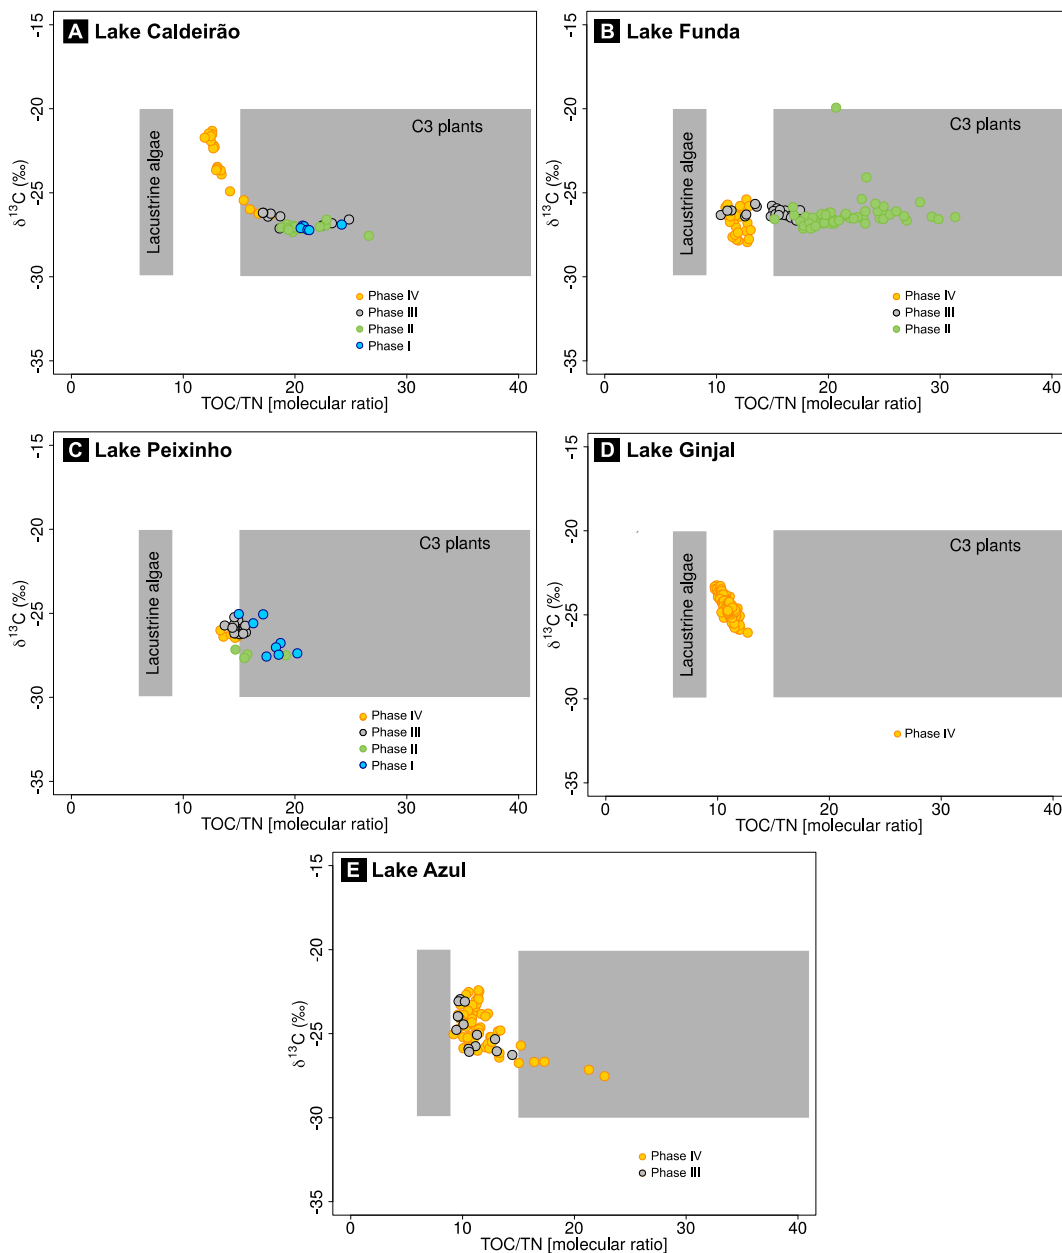 A Lake Caldeirão
-15
-20
-25
-30
-35
δ13C (‰)
Lacustrine algae
C3 plants
Phase IV
Phase III
Phase II
Phase I
0 10 20 30 40
TOC/TN [molecular ratio]
B Lake Funda
-15
-20
-25
-30
-35
δ13C (‰)
Lacustrine algae
C3 plants
Phase IV
Phase III
Phase II
0 10 20 30 40
TOC/TN [molecular ratio]
C Lake Peixinho
-15
-20
-25
-30
-35
δ13C (‰)
Lacustrine algae
C3 plants
Phase IV
Phase III
Phase II
Phase I
0 10 20 30 40
TOC/TN [molecular ratio]
D Lake Ginjal
-15
-20
-25
-30
-35
δ13C (‰)
Lacustrine algae
C3 plants
Phase IV
0 10 20 30 40
TOC/TN [molecular ratio]
E Lake Azul
-15
-20
-25
-30
-35
δ13C (‰)
Phase IV
Phase III
0 10 20 30 40
TOC/TN [molecular ratio]